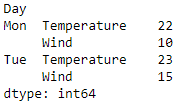 Day
Mon  Temperature    22
     Wind           10
Tue  Temperature    23
     Wind           15
dtype: int64